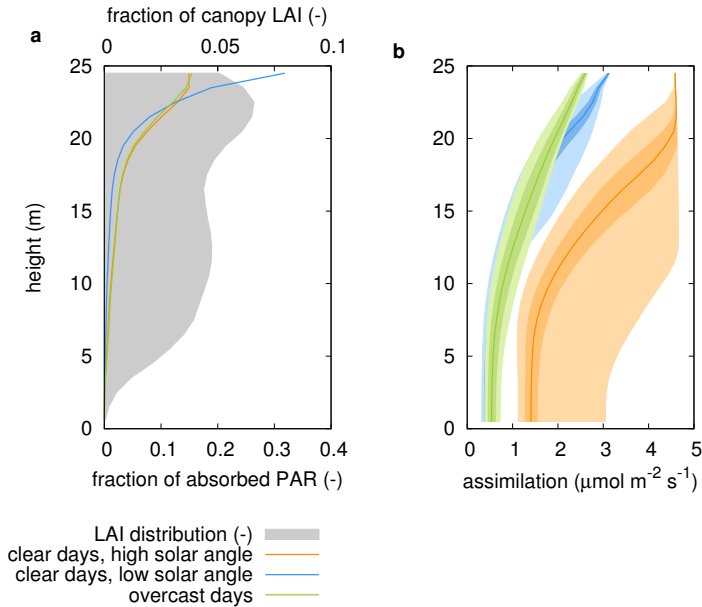 fraction of canopy LAI (-)
a
b
0 0.05 0.1
25
20
15
10
5
0
height (m)
0 0.1 0.2 0.3 0.4
fraction of absorbed PAR (-)
25
20
15
10
5
0
0 1 2 3 4 5
assimilation (μmol m⁻² s⁻¹)
LAI distribution (-)
clear days, high solar angle
clear days, low solar angle
overcast days